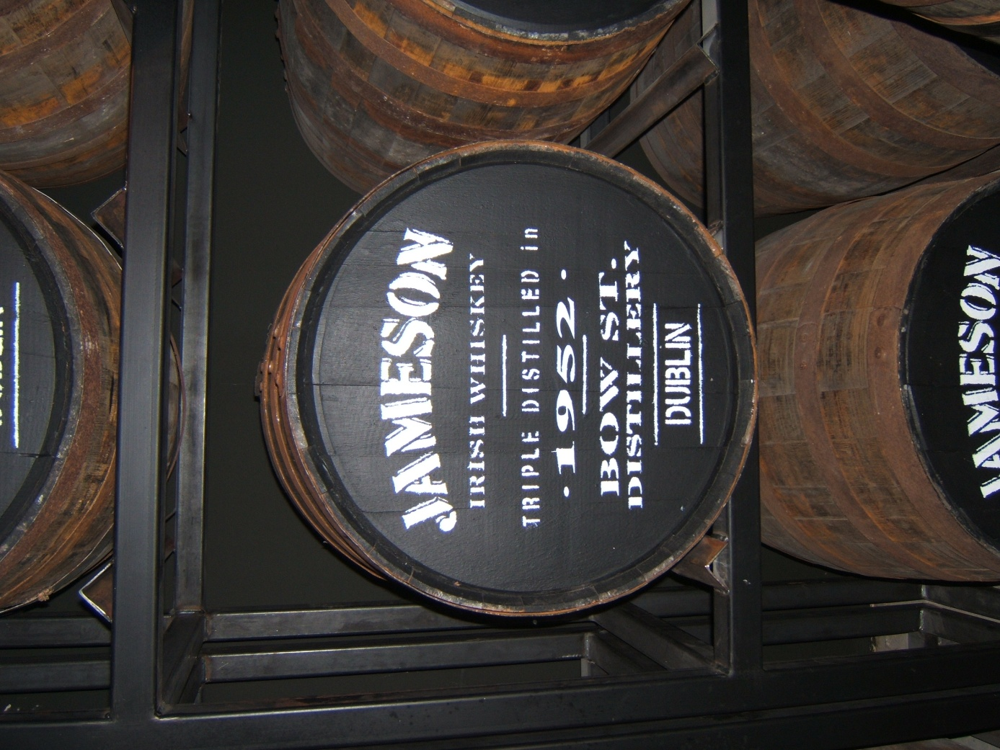 JAMESON
IRISH WHISKEY
TRIPLE DISTILLED in
· 1952 ·
BOW ST.
DISTILLERY
DUBLIN
JAMESON